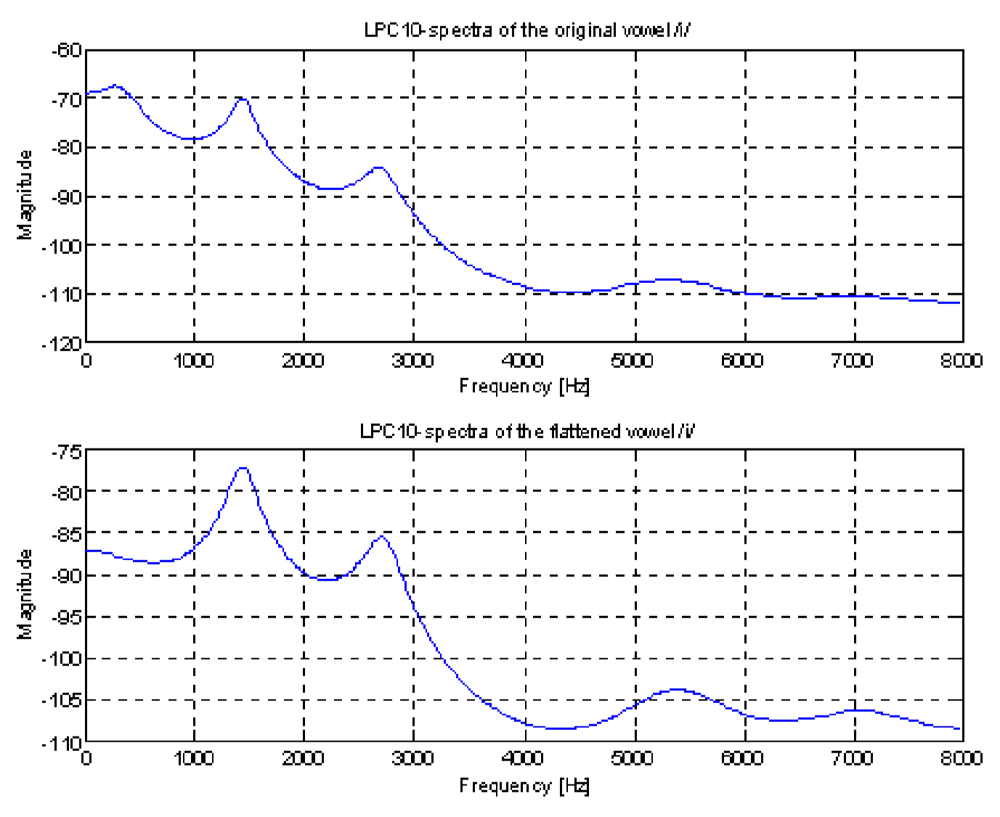 LPC10-spectra of the original vowel /i/
-60
-70
-80
-90
-100
-110
-120
Magnitude
0 1000 2000 3000 4000 5000 6000 7000 8000
Frequency [Hz]
LPC10-spectra of the flattened vowel /i/
-75
-80
-85
-90
-95
-100
-105
-110
Magnitude
0 1000 2000 3000 4000 5000 6000 7000 8000
Frequency [Hz]